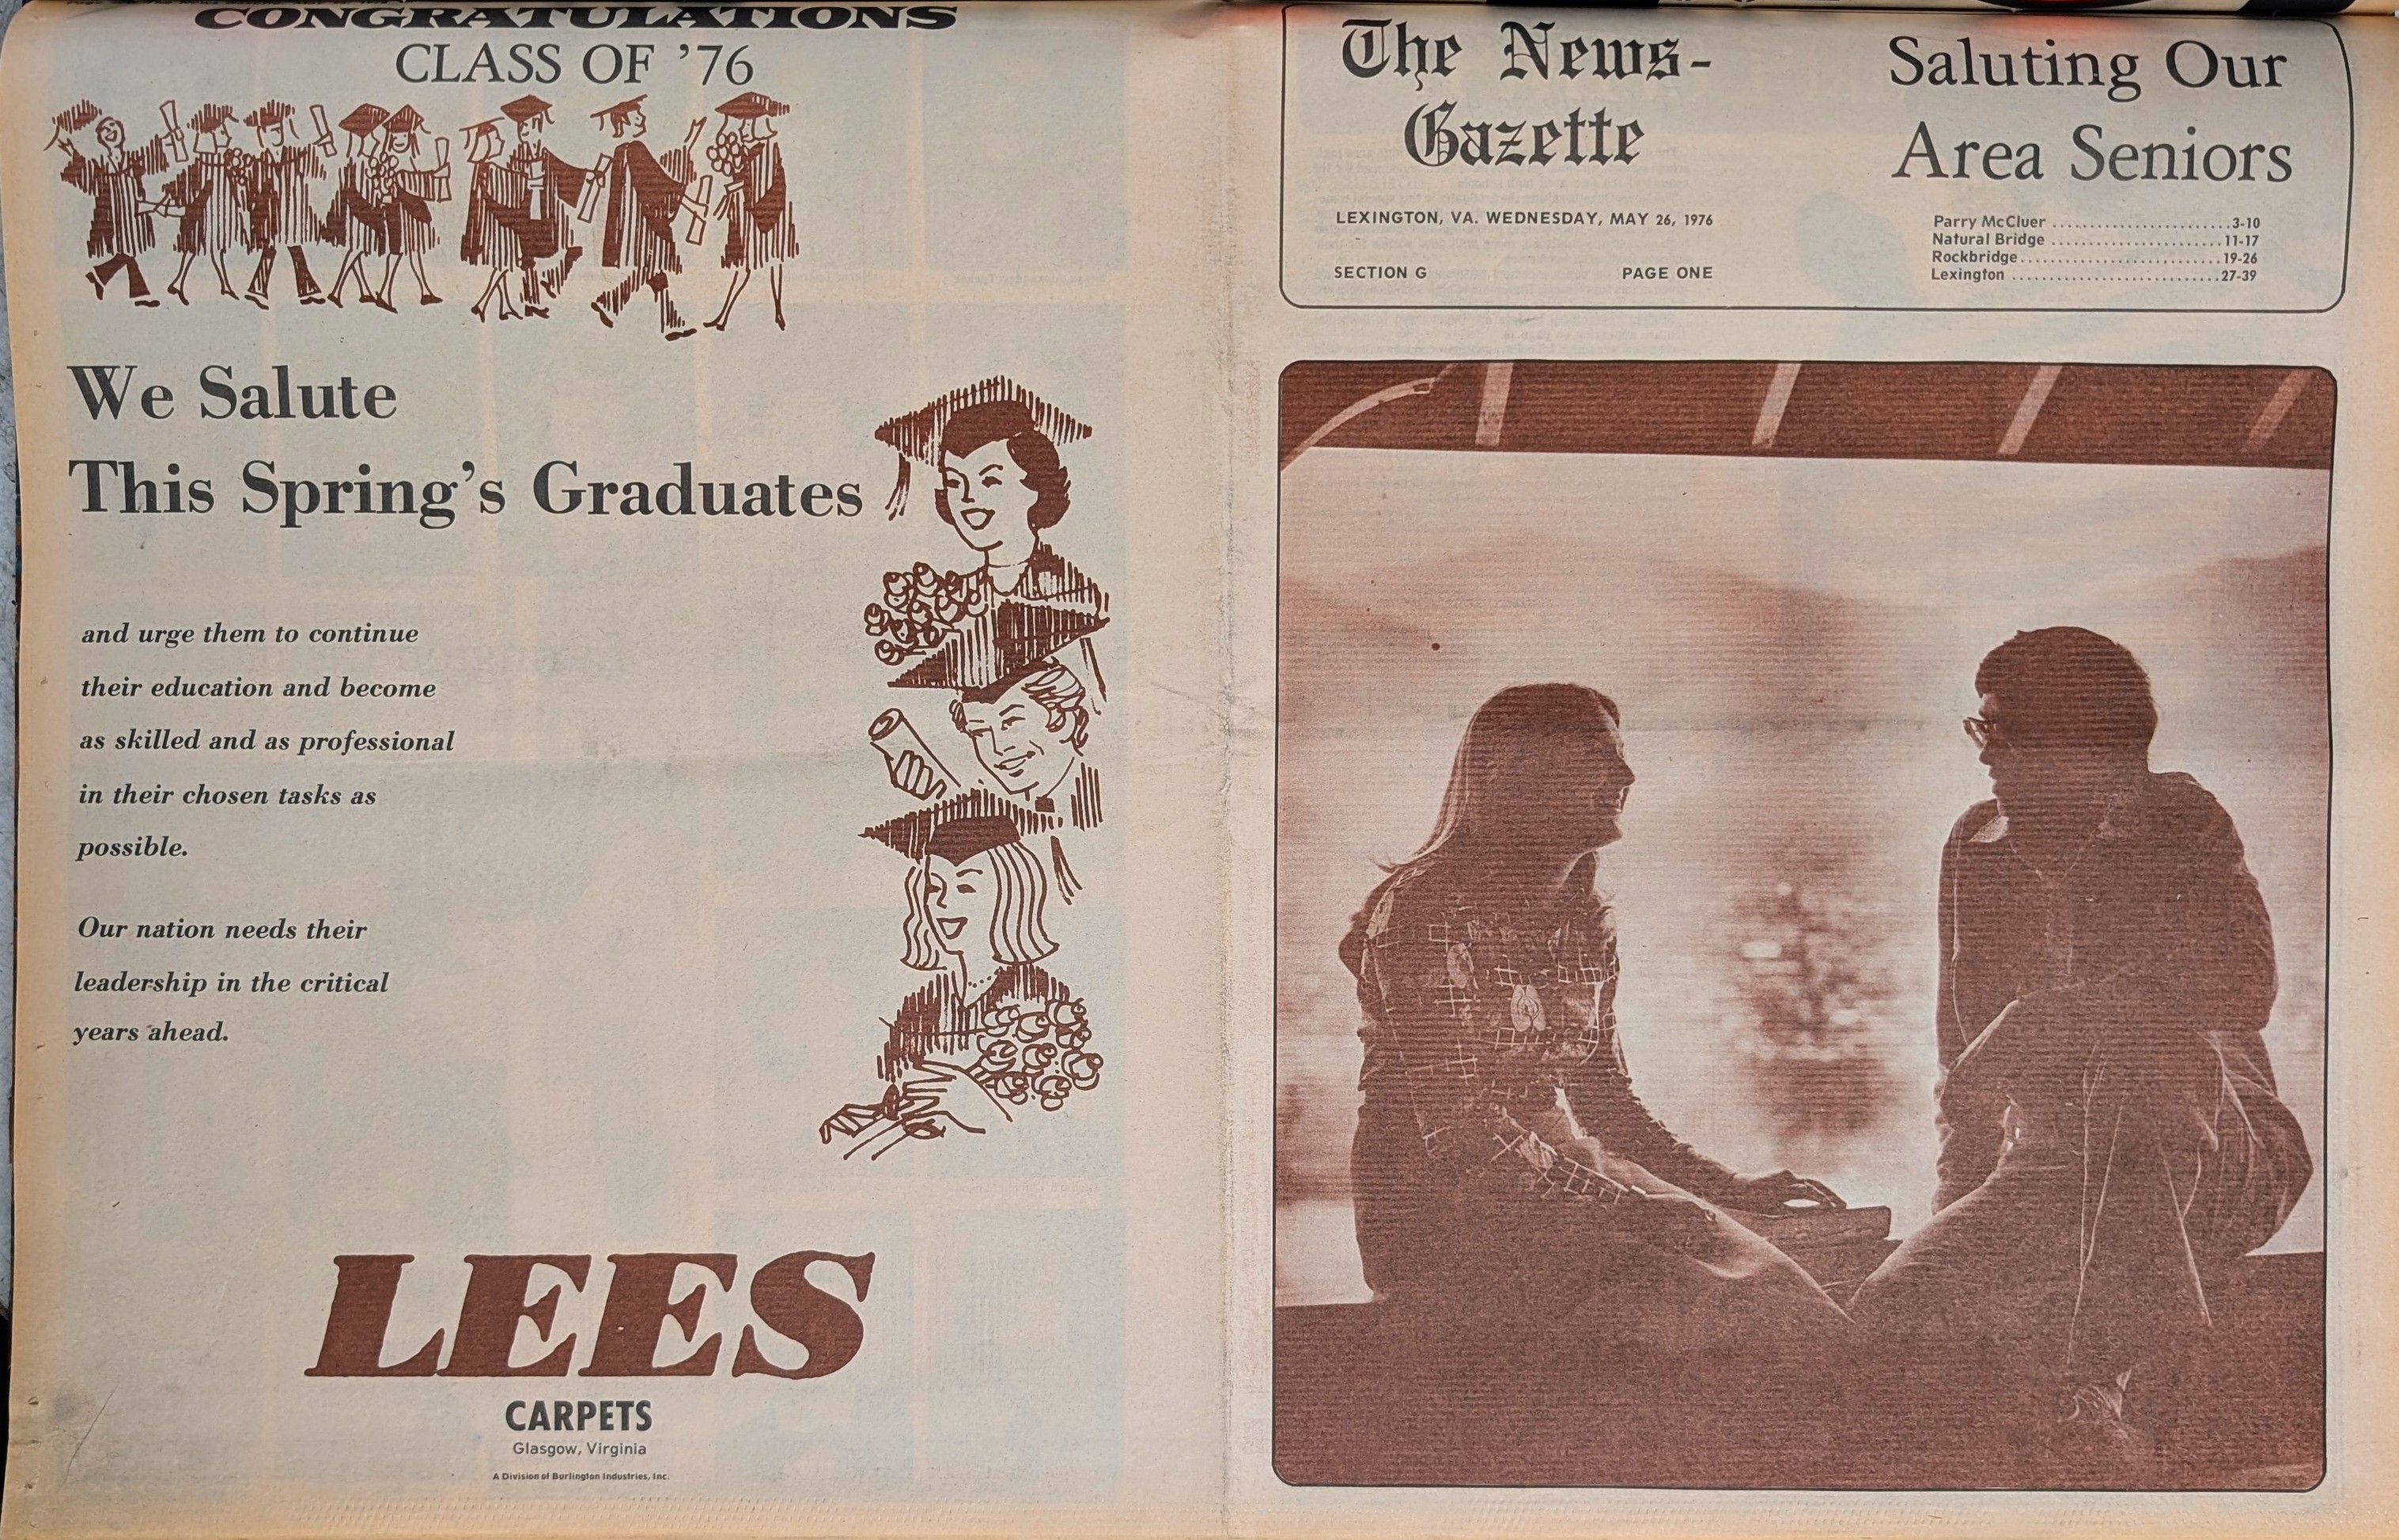 CONGRATULATIONS
CLASS OF ’76
We Salute
This Spring’s Graduates
and urge them to continue
their education and become
as skilled and as professional
in their chosen tasks as
possible.
Our nation needs their
leadership in the critical
years ahead.
LEES
CARPETS
Glasgow, Virginia
A Division of Burlington Industries, Inc.
The News-
Gazette
LEXINGTON, VA. WEDNESDAY, MAY 26, 1976
SECTION G PAGE ONE
Saluting Our
Area Seniors
Parry McCluer ........................3-10
Natural Bridge .......................11-17
Rockbridge...........................19-26
Lexington ............................27-39